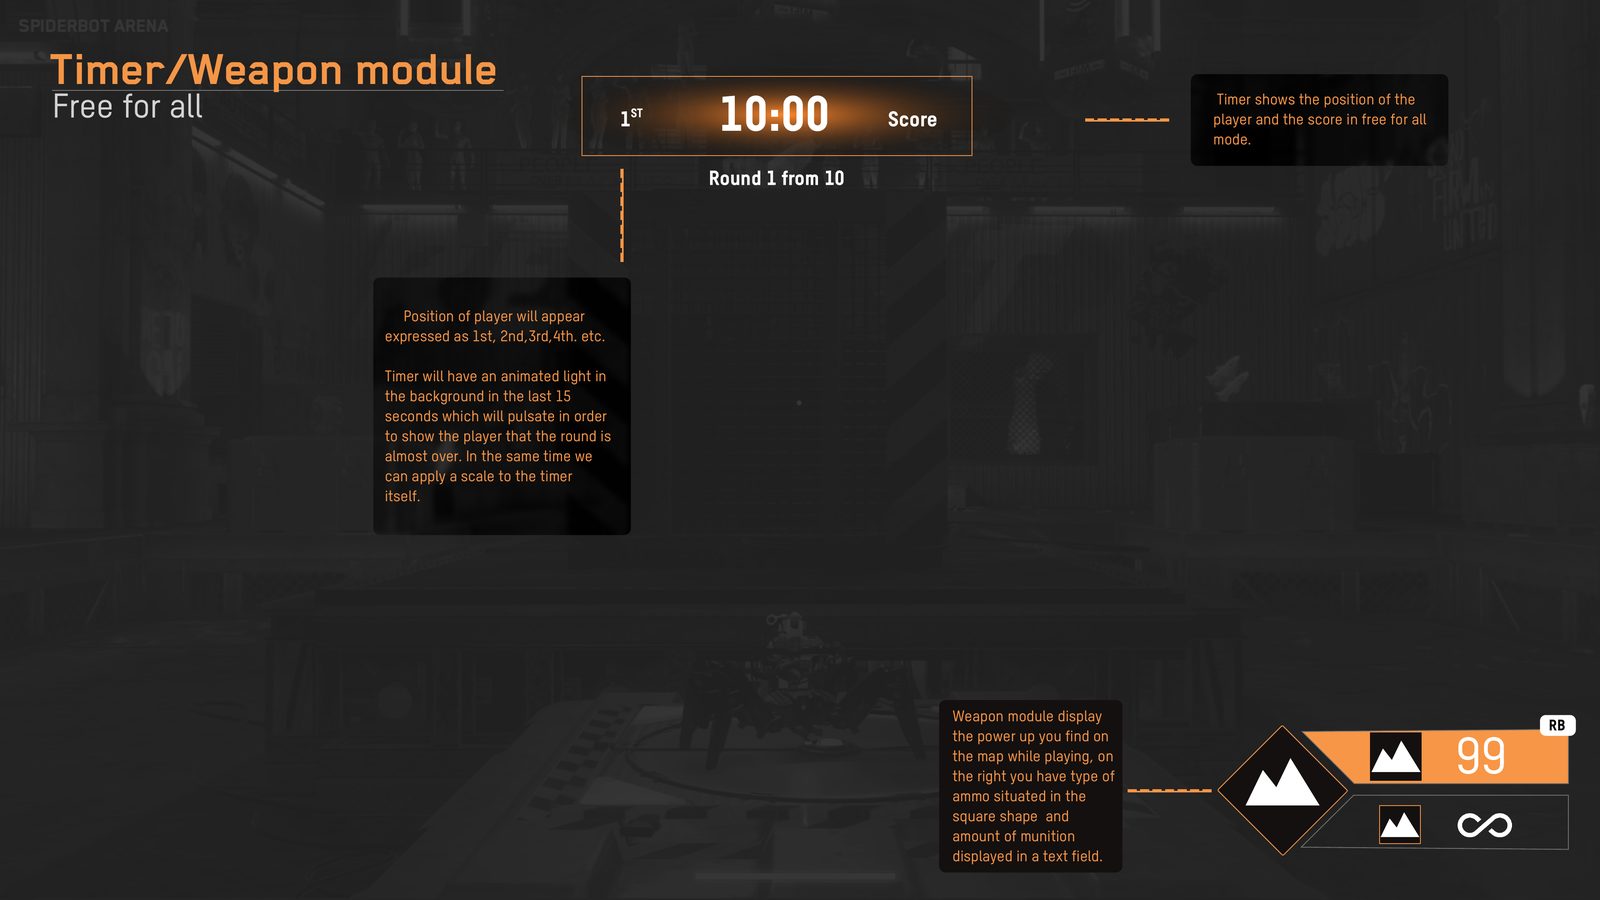 SPIDERBOT ARENA
Timer/Weapon module
Free for all
1ST
10:00
Score
Round 1 from 10
Timer shows the position of the
player and the score in free for all
mode.
Position of player will appear
expressed as 1st, 2nd,3rd,4th. etc.
Timer will have an animated light in
the background in the last 15
seconds which will pulsate in order
to show the player that the round is
almost over. In the same time we
can apply a scale to the timer
itself.
Weapon module display
the power up you find on
the map while playing, on
the right you have type of
ammo situated in the
square shape  and
amount of munition
displayed in a text field.
RB
99
∞